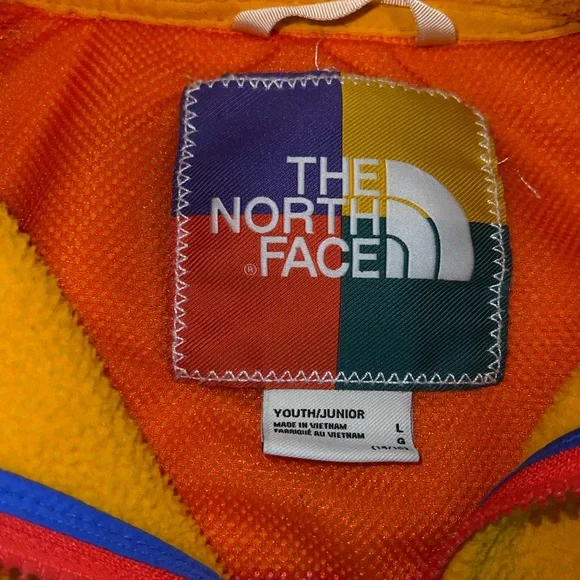 THE
NORTH
® FACE
YOUTH/JUNIOR L
MADE IN VIETNAM
FABRIQUÉ AU VIETNAM G